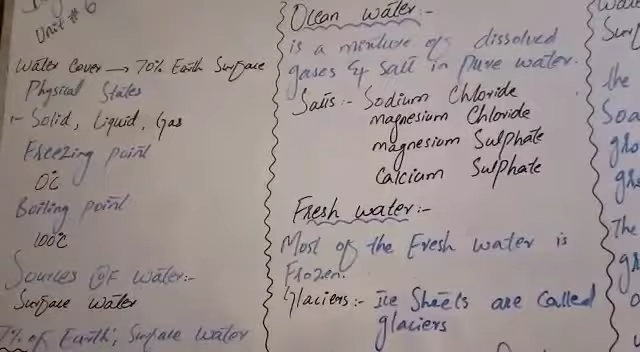 Unit # 6
Water Cover → 70% Earth Surface
Physical States
:- Solid, Liquid, Gas
Freezing point
0°C
Boiling point
100°C
Sources of water:-
Surface water
% of Earth's Surface water
Ocean water:-
is a mixture of dissolved
gases & salt in pure water.
Salts:- Sodium Chloride
magnesium Chloride
magnesium Sulphate
Calcium Sulphate
Fresh water:-
Most of the Fresh water is
Frozen.
Glaciers:- Ice Sheets are Called
glaciers
the
The